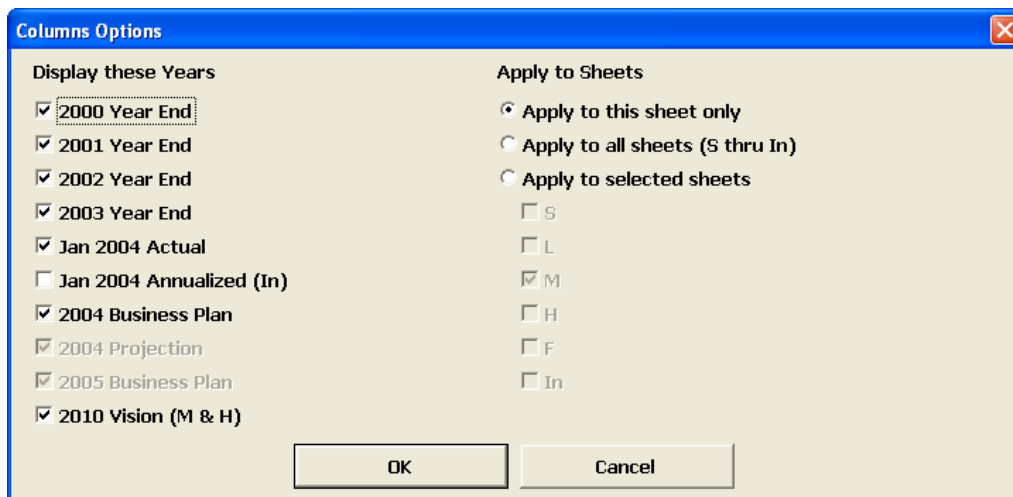 Columns Options
Display these Years
2000 Year End
2001 Year End
2002 Year End
2003 Year End
Jan 2004 Actual
Jan 2004 Annualized (In)
2004 Business Plan
2004 Projection
2005 Business Plan
2010 Vision (M & H)
Apply to Sheets
Apply to this sheet only
Apply to all sheets (S thru In)
Apply to selected sheets
S
L
M
H
F
In
OK
Cancel